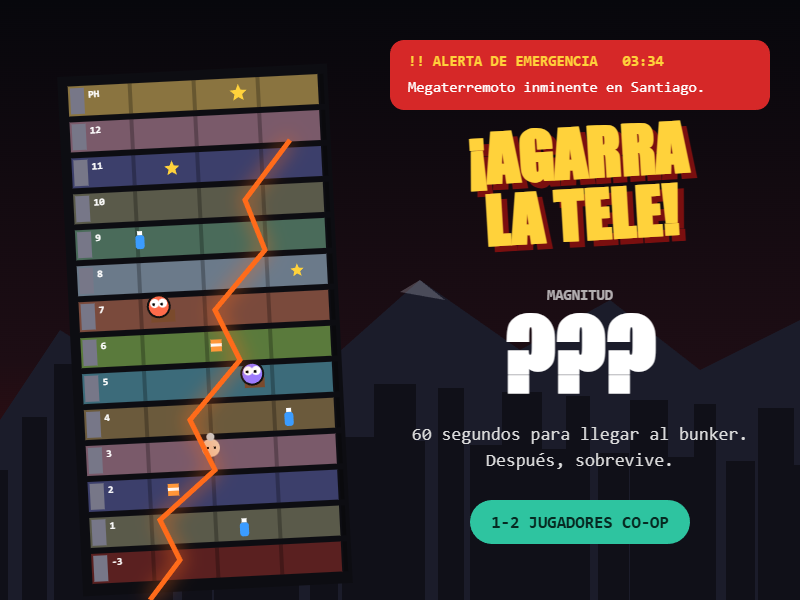 !! ALERTA DE EMERGENCIA 03:34
Megaterremoto inminente en Santiago.
¡AGARRA
LA TELE!
MAGNITUD
???
60 segundos para llegar al bunker.
Después, sobrevive.
1-2 JUGADORES CO-OP
PH
12
11
10
9
8
7
6
5
4
3
2
1
-3